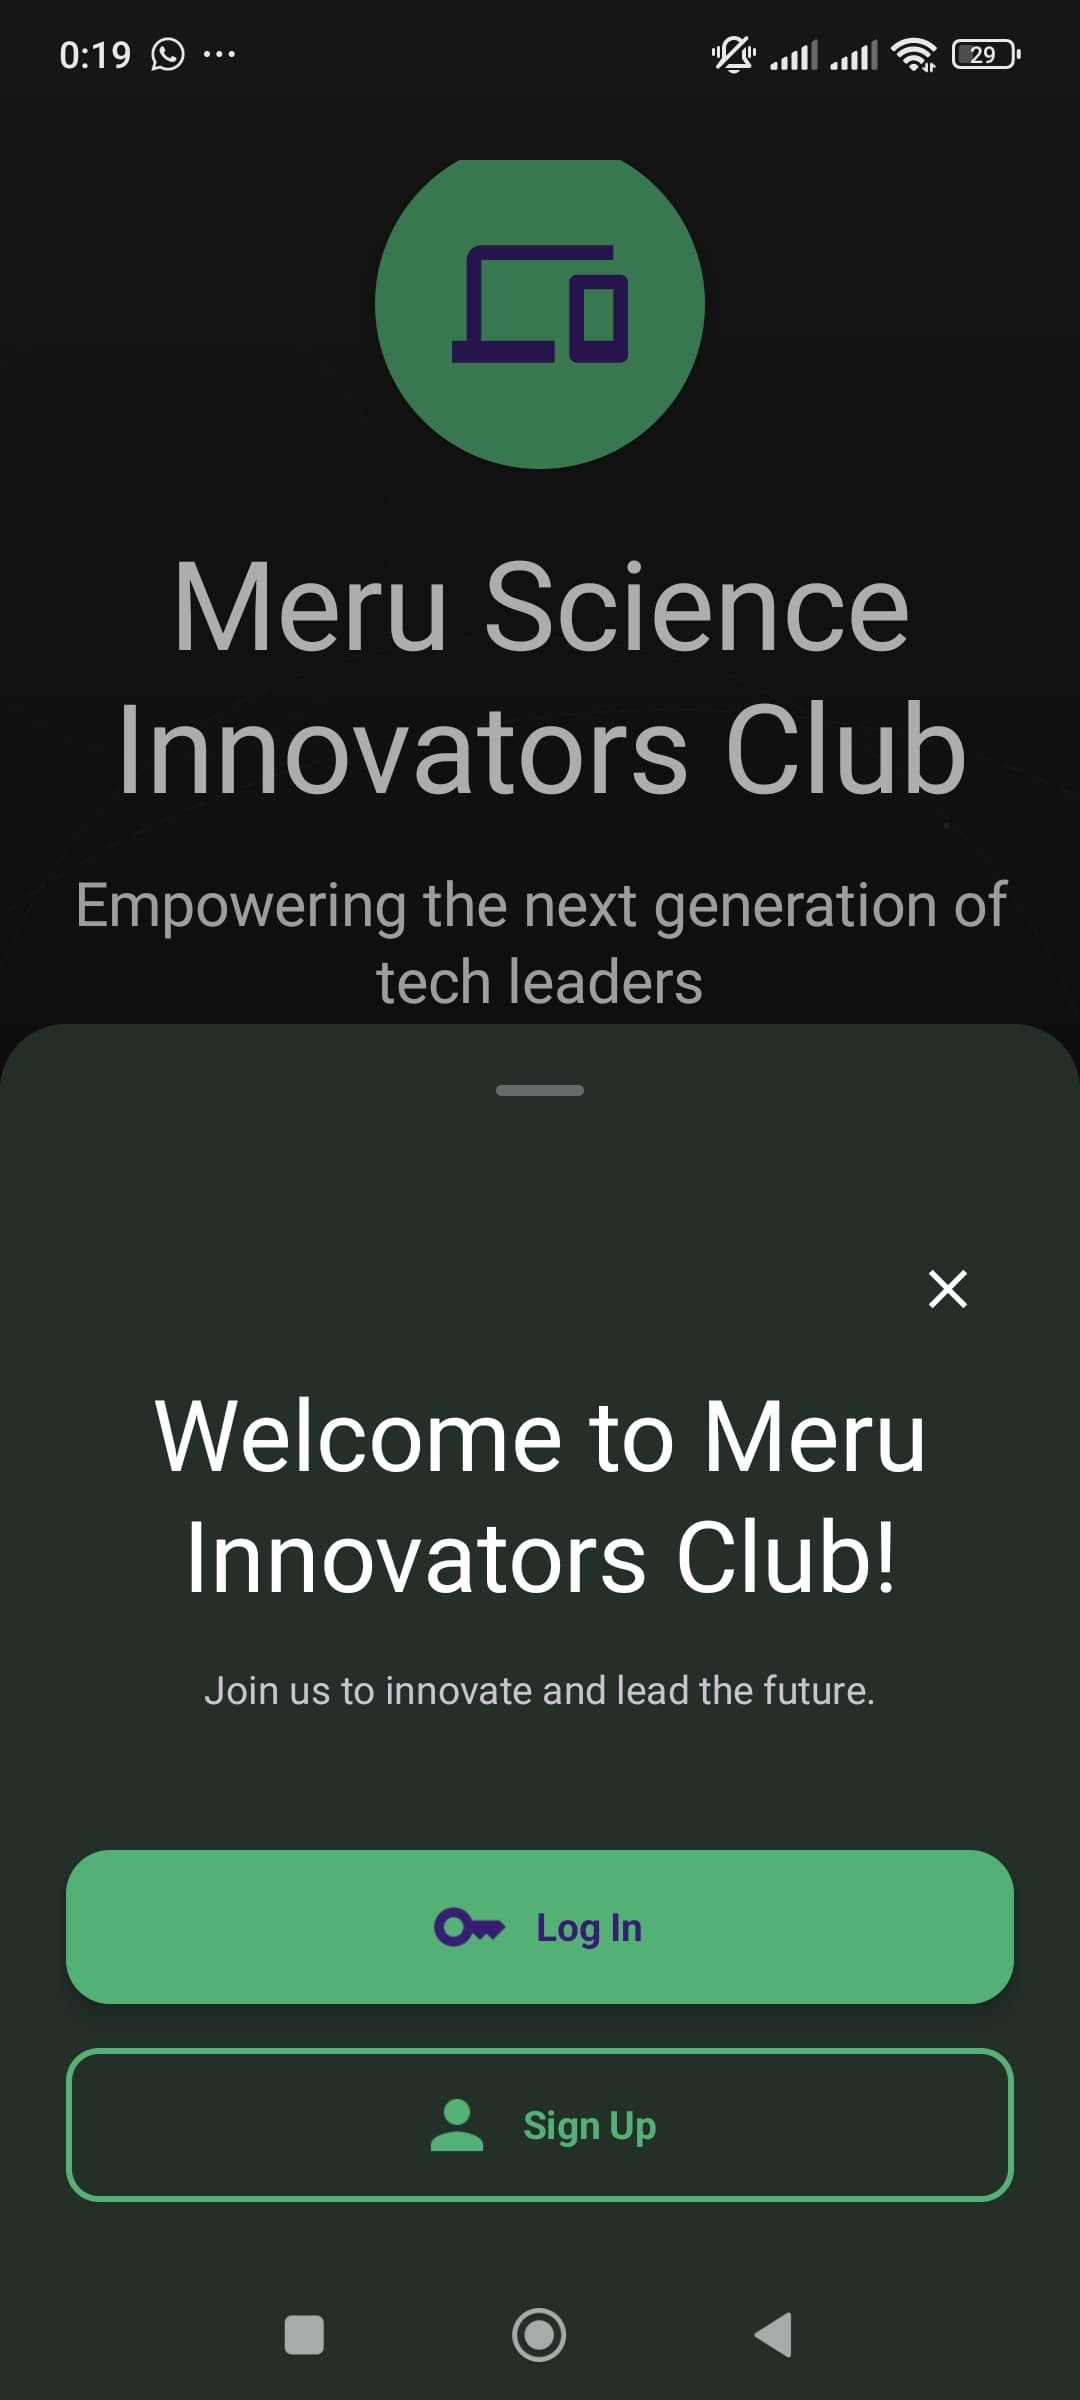 0:19
29
Meru Science
Innovators Club
Empowering the next generation of
tech leaders
Welcome to Meru
Innovators Club!
Join us to innovate and lead the future.
Log In
Sign Up